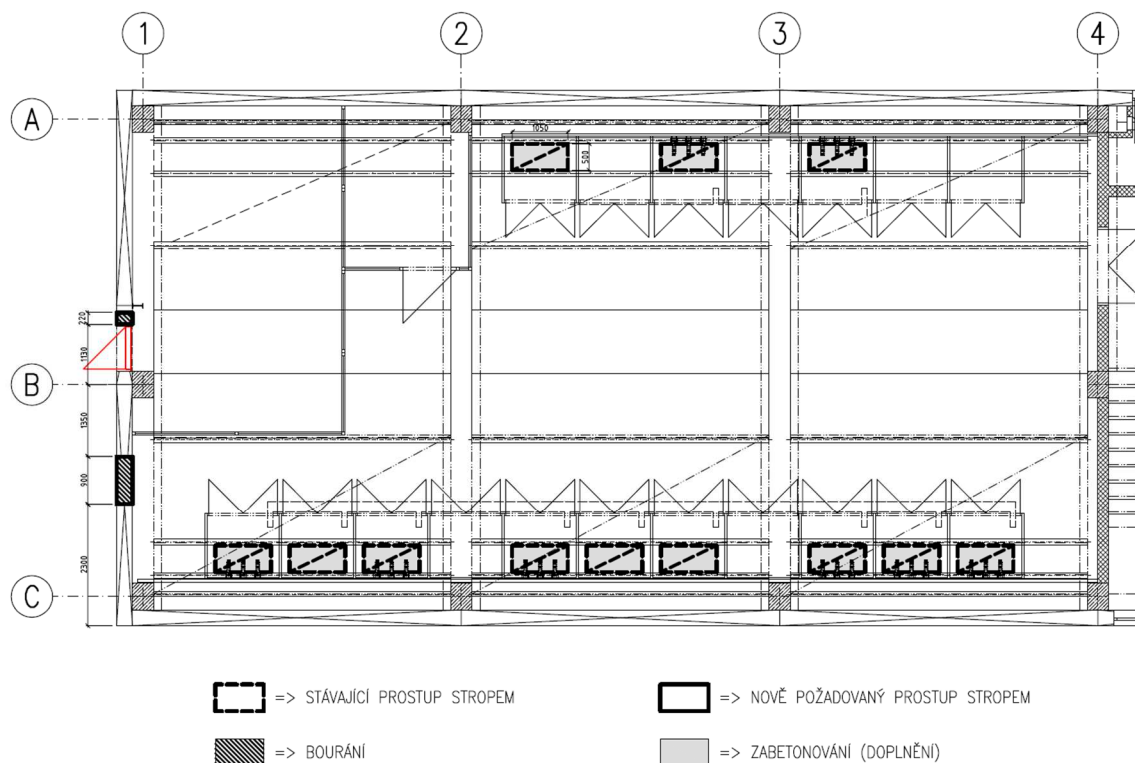 1 2 3 4
A
1050
500
220
1130
B
1350
900
2300
C
=> STÁVAJÍCÍ PROSTUP STROPEM
=> NOVĚ POŽADOVANÝ PROSTUP STROPEM
=> BOURÁNÍ
=> ZABETONOVÁNÍ (DOPLNĚNÍ)